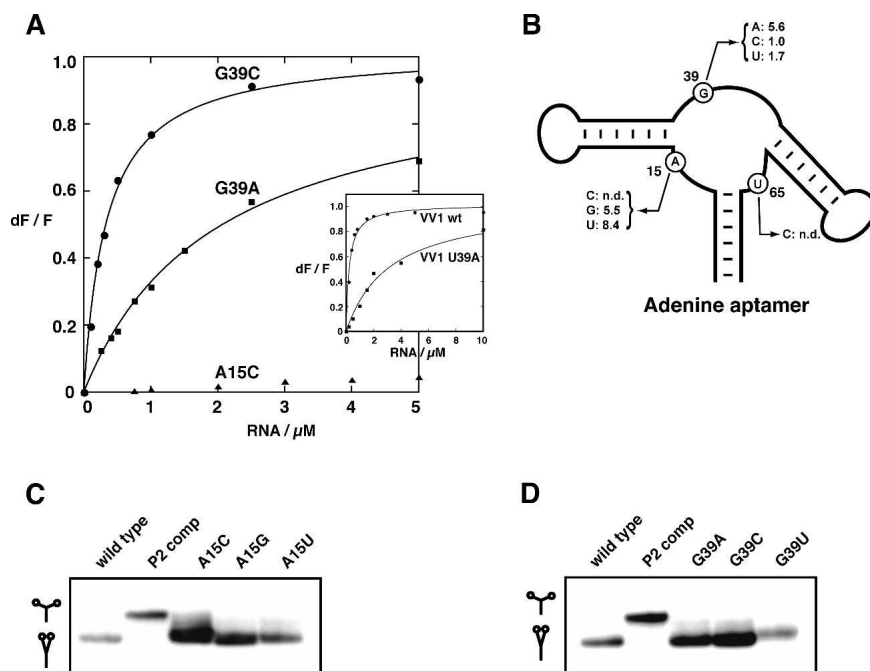 A
1.0
0.8
0.6
0.4
0.2
0
dF / F
G39C
G39A
A15C
0
1
2
3
4
5
RNA / µM
1.0
0.8
0.6
0.4
0.2
0
dF / F
VV1 wt
VV1 U39A
0
2
4
6
8
10
RNA / µM
B
A: 5.6
C: 1.0
U: 1.7
39
G
15
A
C: n.d.
G: 5.5
U: 8.4
U
65
C: n.d.
Adenine aptamer
C
wild type
P2 comp
A15C
A15G
A15U
D
wild type
P2 comp
G39A
G39C
G39U